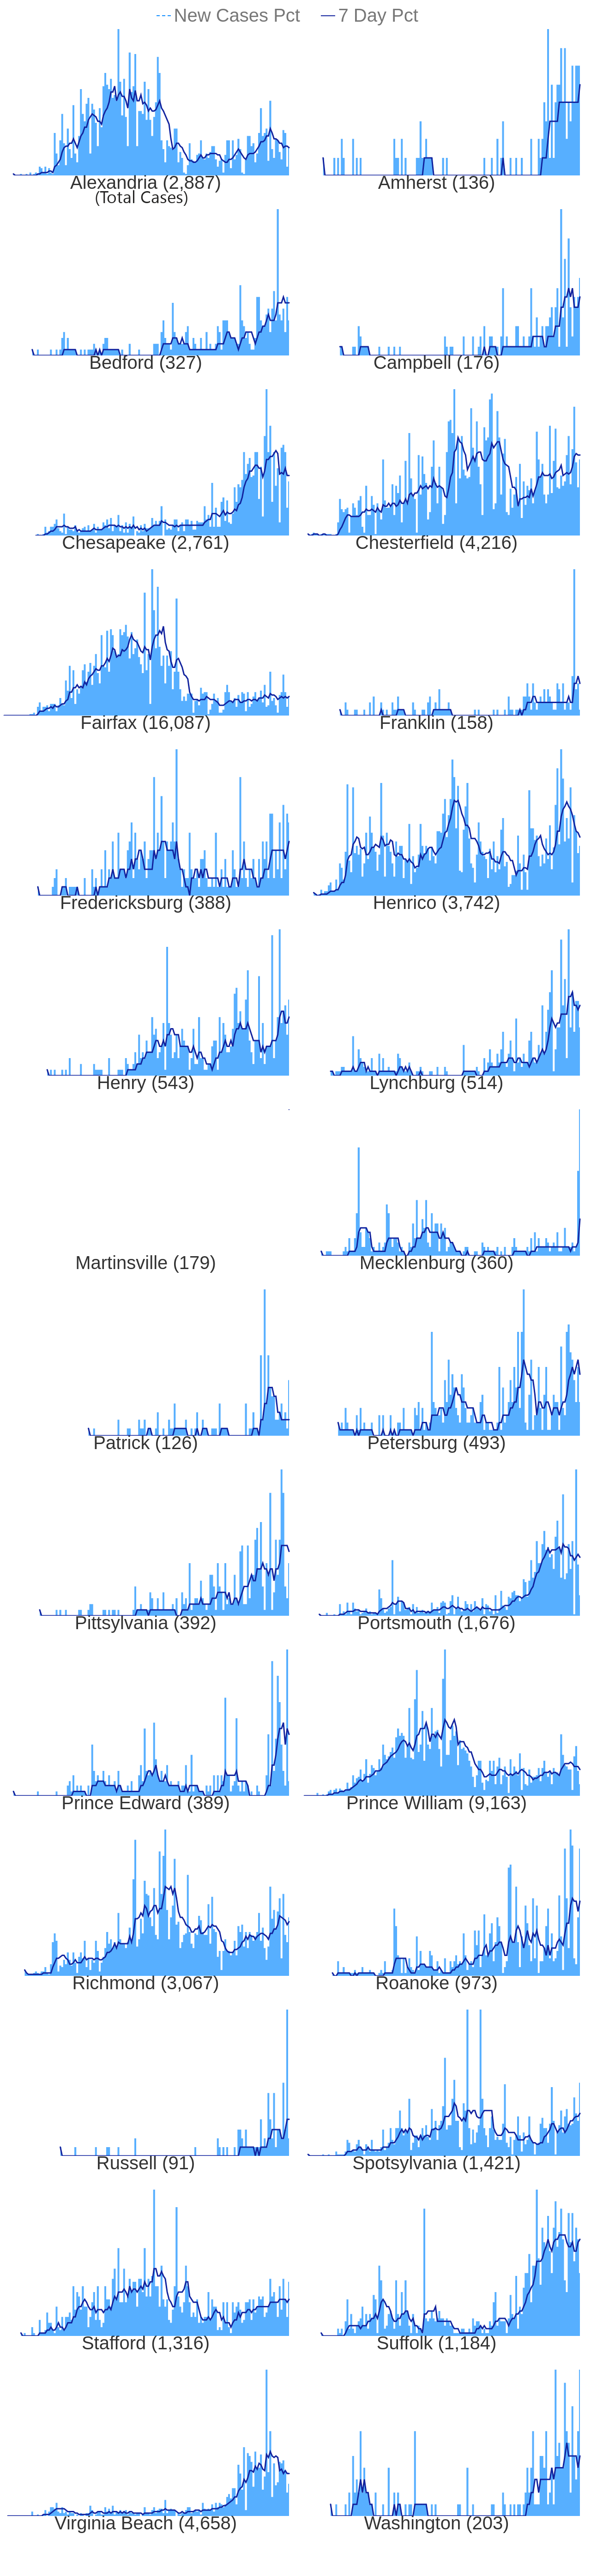 New Cases Pct 7 Day Pct
Alexandria (2,887) Amherst (136)
(Total Cases)
Bedford (327) Campbell (176)
Chesapeake (2,761) Chesterfield (4,216)
Fairfax (16,087) Franklin (158)
Fredericksburg (388) Henrico (3,742)
Henry (543) Lynchburg (514)
Martinsville (179) Mecklenburg (360)
Patrick (126) Petersburg (493)
Pittsylvania (392) Portsmouth (1,676)
Prince Edward (389) Prince William (9,163)
Richmond (3,067) Roanoke (973)
Russell (91) Spotsylvania (1,421)
Stafford (1,316) Suffolk (1,184)
Virginia Beach (4,658) Washington (203)